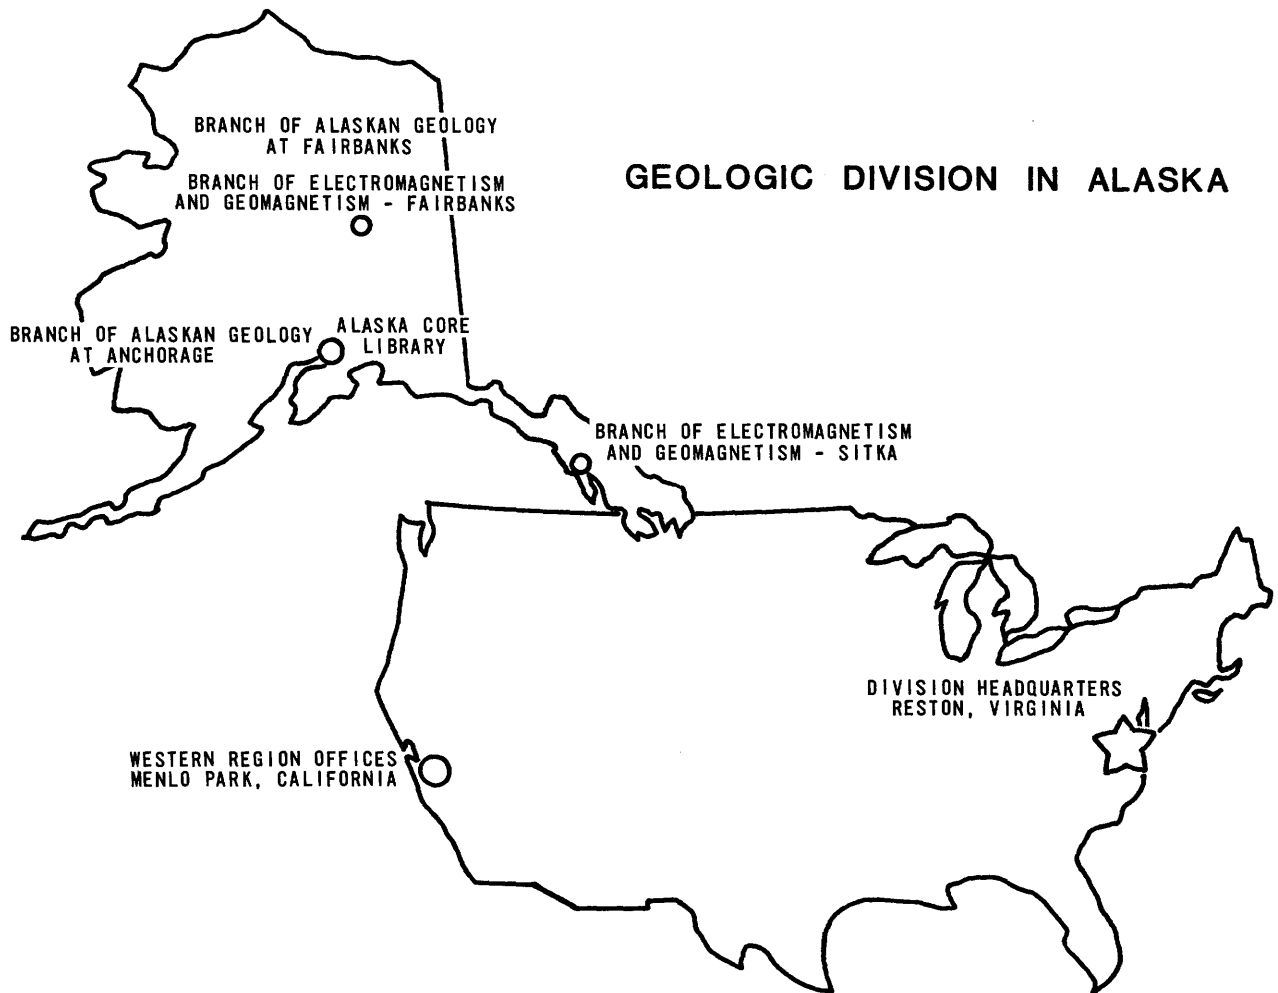 BRANCH OF ALASKAN GEOLOGY
AT FAIRBANKS
GEOLOGIC DIVISION IN ALASKA
BRANCH OF ELECTROMAGNETISM
AND GEOMAGNETISM - FAIRBANKS
BRANCH OF ALASKAN GEOLOGY
AT ANCHORAGE
ALASKA CORE
LIBRARY
BRANCH OF ELECTROMAGNETISM
AND GEOMAGNETISM - SITKA
DIVISION HEADQUARTERS
RESTON, VIRGINIA
WESTERN REGION OFFICES
MENLO PARK, CALIFORNIA